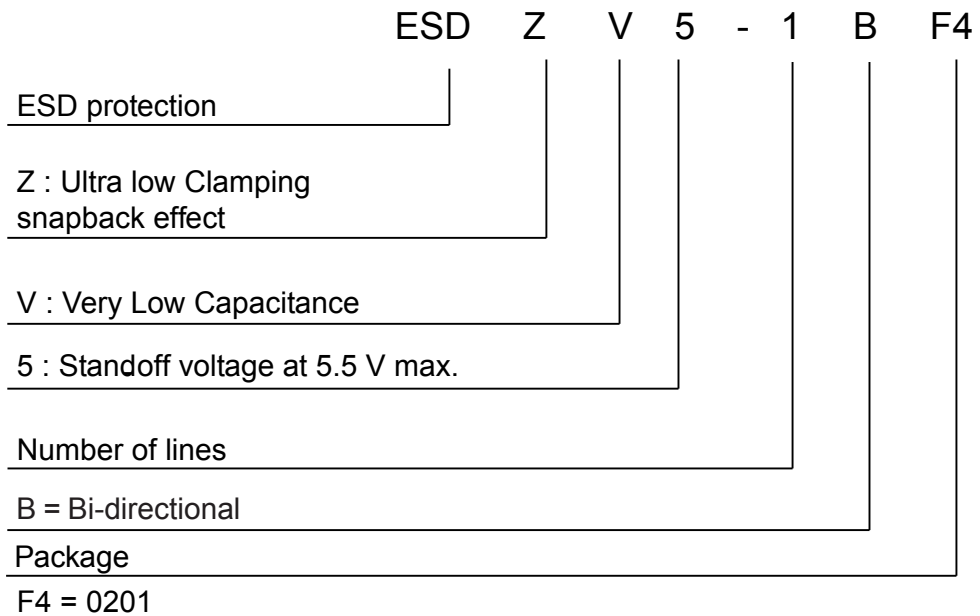 ESD Z V 5 - 1 B F4
ESD protection
Z : Ultra low Clamping
snapback effect
V : Very Low Capacitance
5 : Standoff voltage at 5.5 V max.
Number of lines
B = Bi-directional
Package
F4 = 0201